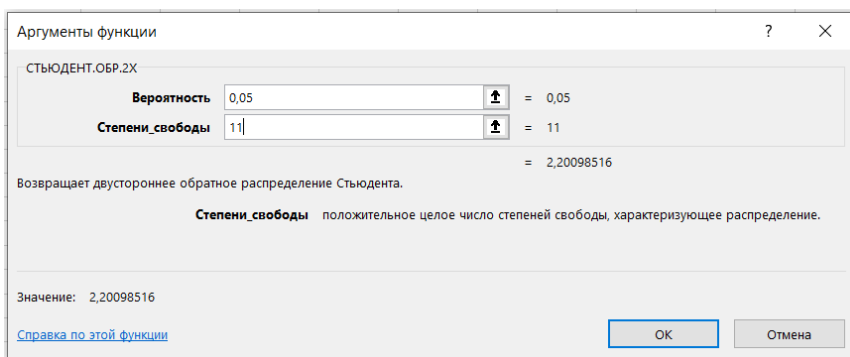 Аргументы функции ? ×
СТЬЮДЕНТ.ОБР.2Х
Вероятность 0,05 = 0,05
Степени_свободы 11 = 11
= 2,20098516
Возвращает двустороннее обратное распределение Стьюдента.
Степени_свободы положительное целое число степеней свободы, характеризующее распределение.
Значение: 2,20098516
Справка по этой функции ОК Отмена